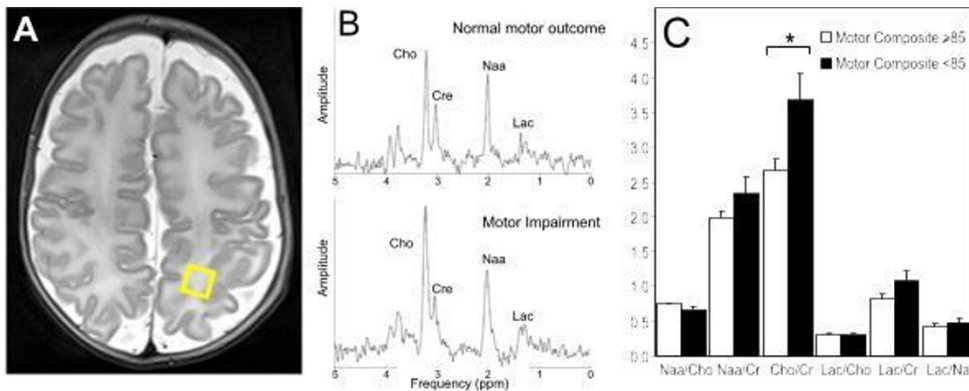 A
B
Normal motor outcome
Amplitude
Cho
Cre
Naa
Lac
5 3 2 1 0
Motor Impairment
Amplitude
Cho
Cre
Naa
Lac
5 3 2 1 0
Frequency (ppm)
C
Motor Composite ⩾85
Motor Composite <85
*
4.5
4.0
3.5
3.0
2.5
2.0
1.5
1.0
0.5
0.0
Naa/Cho Naa/Cr Cho/Cr Lac/Cho Lac/Cr Lac/Na